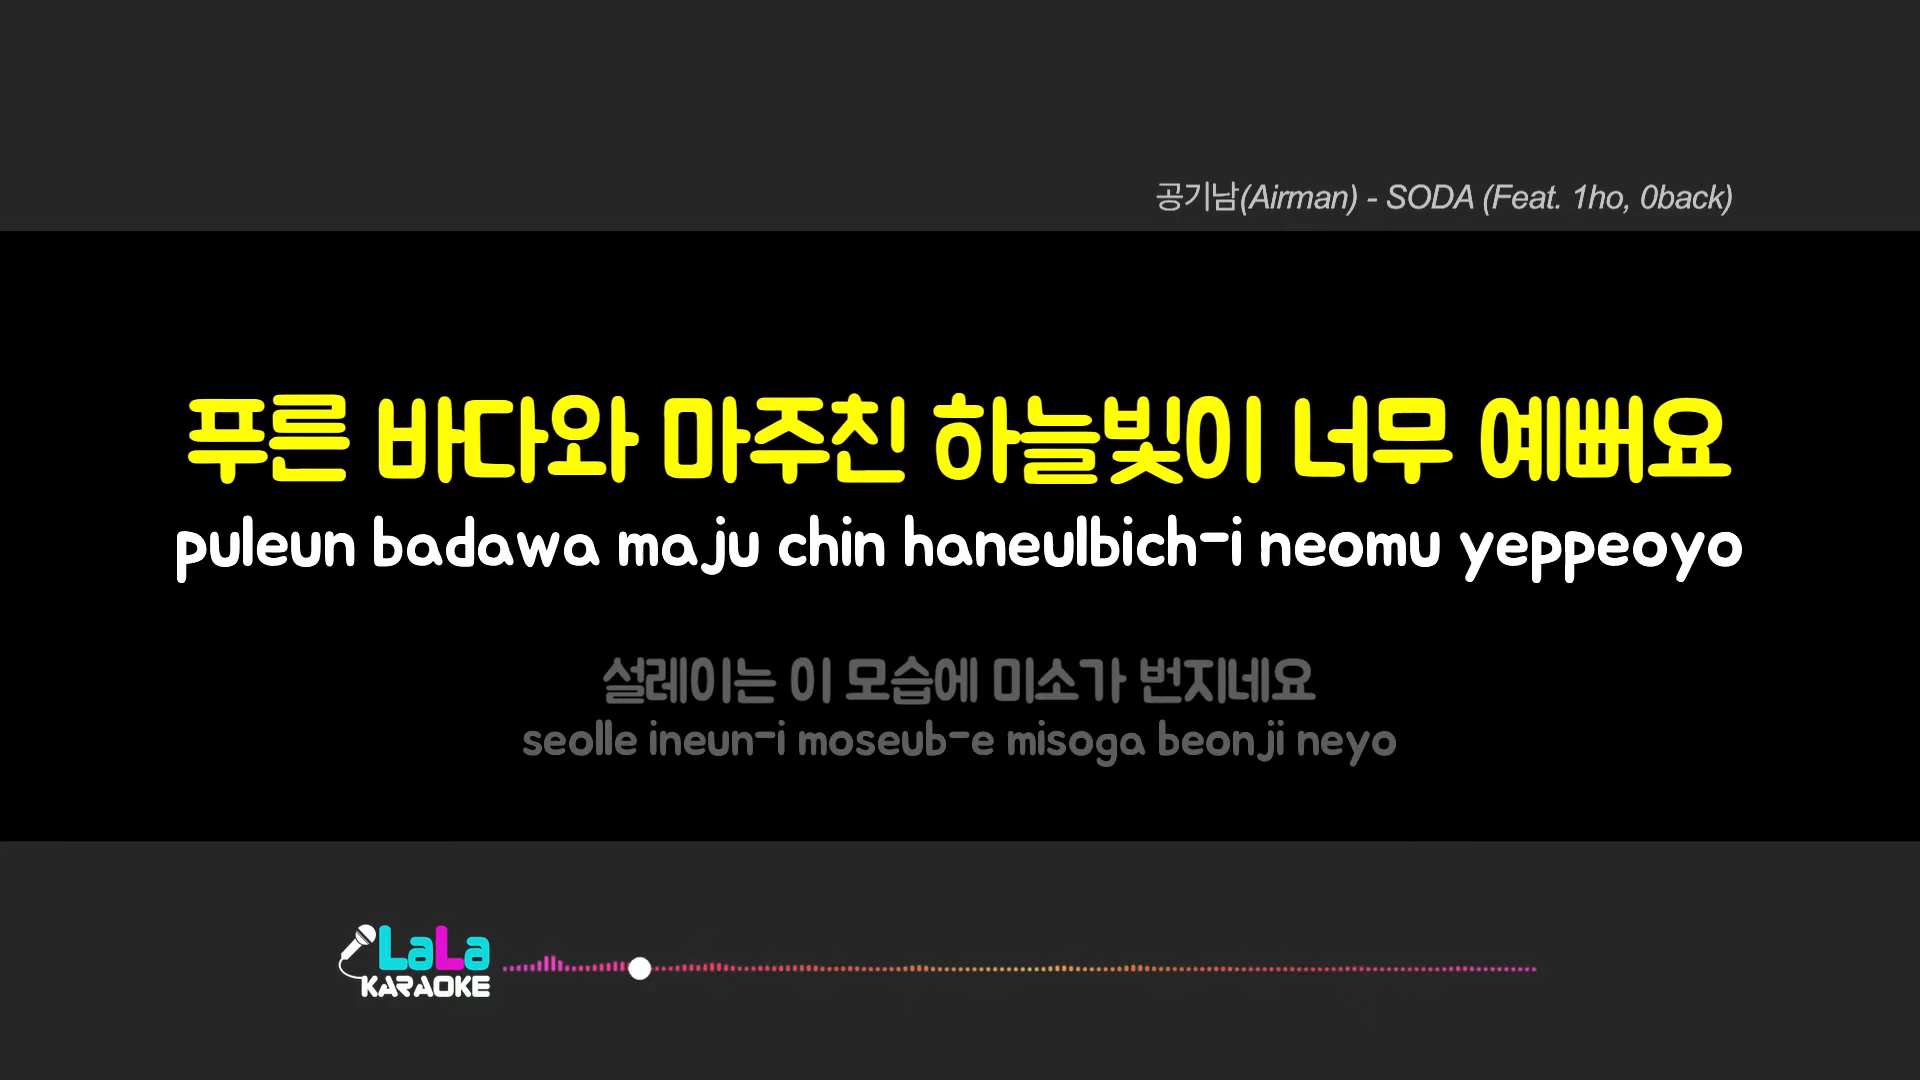 공기남(Airman) - SODA (Feat. 1ho, 0back)
푸른 바다와 마주친 하늘빛이 너무 예뻐요
puleun badawa maju chin haneulbich-i neomu yeppeoyo
설레이는 이 모습에 미소가 번지네요
seolle ineun-i moseub-e misoga beonji neyo
LaLa
KARAOKE